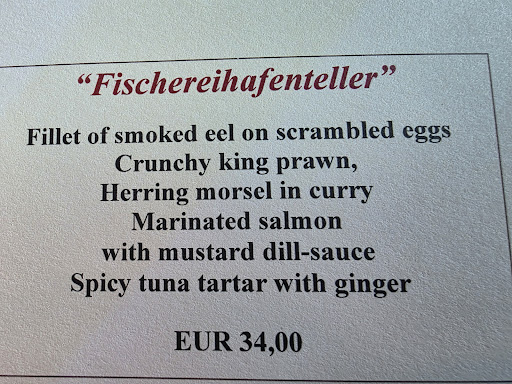 “Fischereihafenteller”
Fillet of smoked eel on scrambled eggs
Crunchy king prawn,
Herring morsel in curry
Marinated salmon
with mustard dill-sauce
Spicy tuna tartar with ginger
EUR 34,00